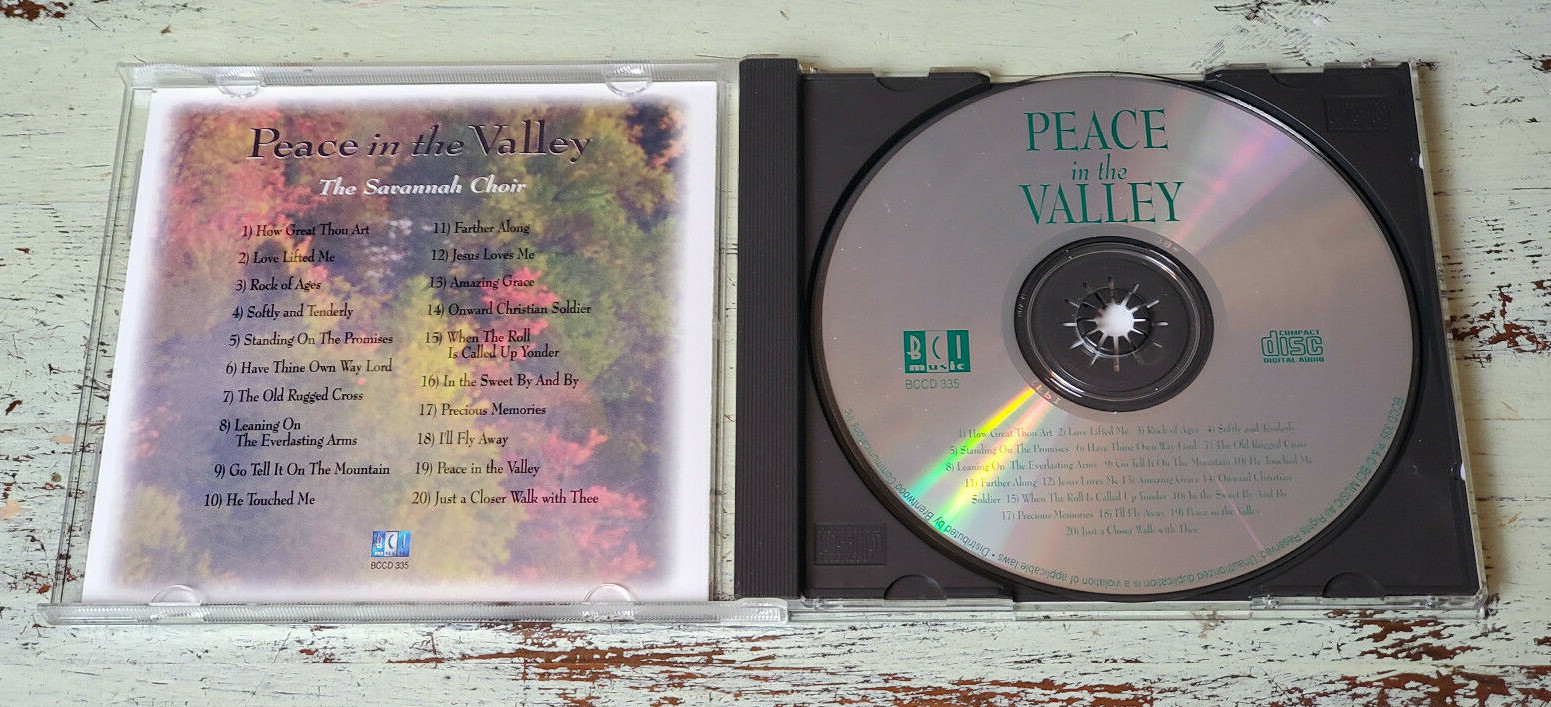 Peace in the Valley
The Savannah Choir
1) How Great Thou Art
2) Love Lifted Me
3) Rock of Ages
4) Softly and Tenderly
5) Standing On The Promises
6) Have Thine Own Way Lord
7) The Old Rugged Cross
8) Leaning On
The Everlasting Arms
9) Go Tell It On The Mountain
10) He Touched Me
11) Farther Along
12) Jesus Loves Me
13) Amazing Grace
14) Onward Christian Soldier
15) When The Roll
Is Called Up Yonder
16) In the Sweet By And By
17) Precious Memories
18) I'll Fly Away
19) Peace in the Valley
20) Just a Closer Walk with Thee
BCI
BCCD 335
PEACE
in the
VALLEY
BCI
music
BCCD 335
COMPACT
disc
DIGITAL AUDIO
1) How Great Thou Art 2) Love Lifted Me 3) Rock of Ages 4) Softly and Tenderly
5) Standing On The Promises 6) Have Thine Own Way Lord 7) The Old Rugged Cross
8) Leaning On The Everlasting Arms 9) Go Tell It On The Mountain 10) He Touched Me
11) Farther Along 12) Jesus Loves Me 13) Amazing Grace 14) Onward Christian
Soldier 15) When The Roll Is Called Up Yonder 16) In the Sweet By And By
17) Precious Memories 18) I'll Fly Away 19) Peace in the Valley
20) Just a Closer Walk with Thee
BCCD 335 P & © BCI MUSIC All Rights Reserved. Unauthorized duplication is a violation of applicable laws • Distributed by Brentwood Communications, Inc.